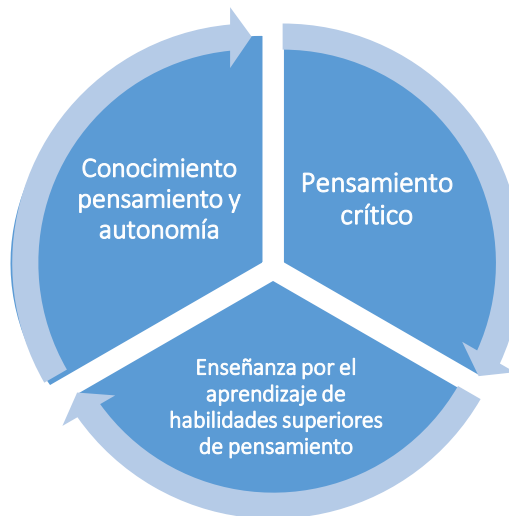 Conocimiento
pensamiento y
autonomía
Pensamiento
crítico
Enseñanza por el
aprendizaje de
habilidades superiores
de pensamiento